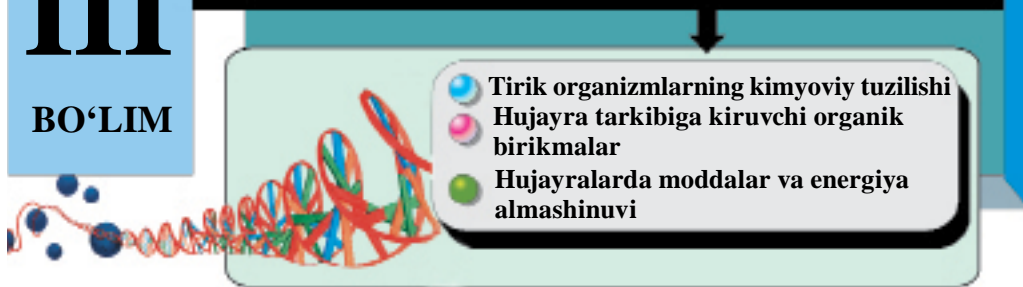 III
BO‘LIM
Tirik organizmlarning kimyoviy tuzilishi
Hujayra tarkibiga kiruvchi organik
birikmalar
Hujayralarda moddalar va energiya
almashinuvi